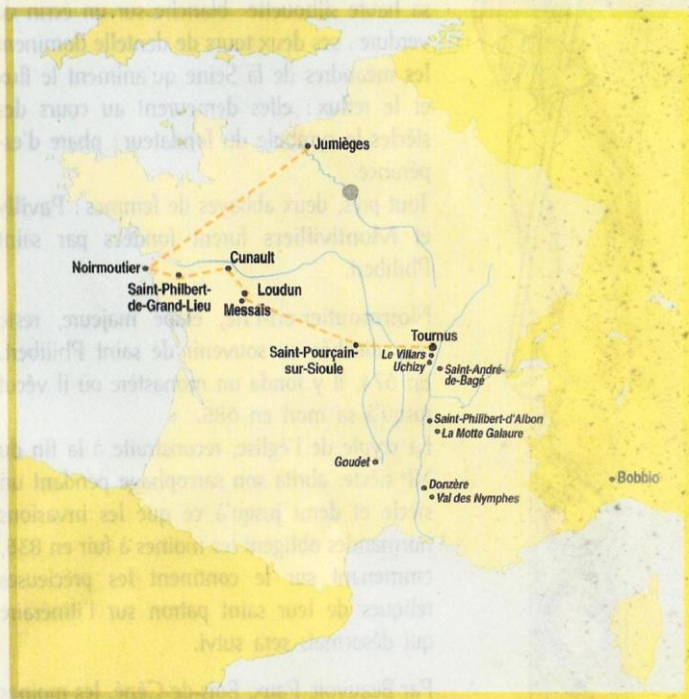 Jumièges
Noirmoutier
Cunault
Saint-Philbert-
de-Grand-Lieu
Loudun
Messais
Tournus
Saint-Pourçain-
sur-Sioule
Le Villars
Uchizy
Saint-André-
de-Bagé
Saint-Philibert-d'Albon
La Motte Galaure
Goudet
Donzère
Val des Nymphes
Bobbio